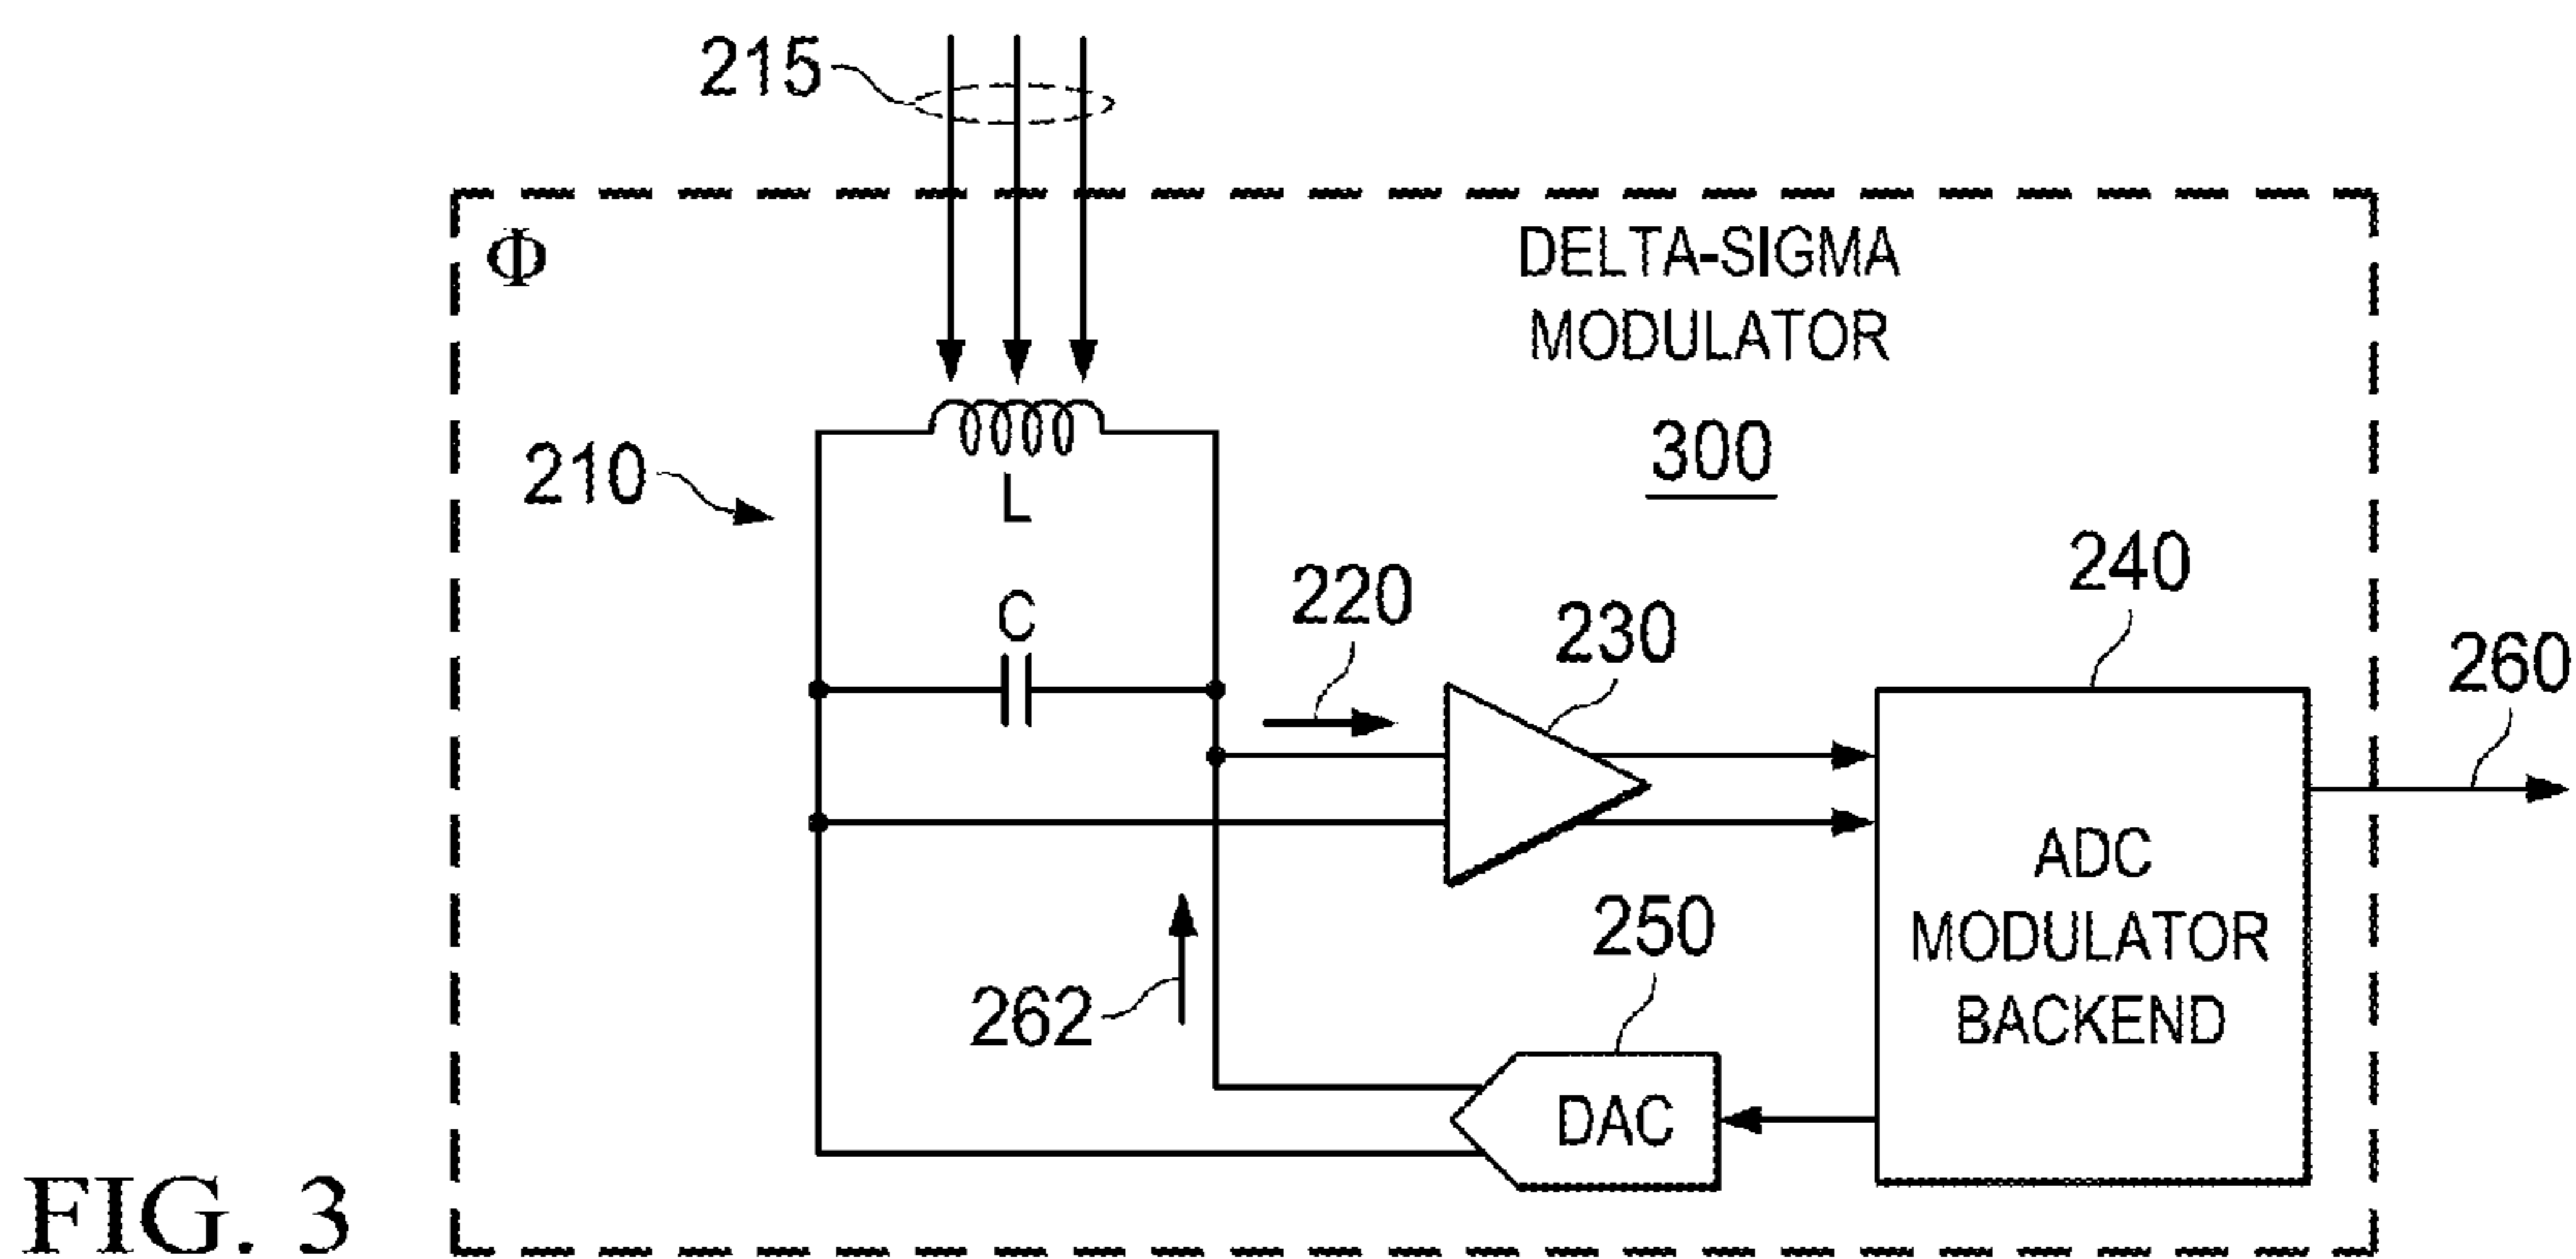 215
Φ
DELTA-SIGMA
MODULATOR
300
210
L
C
220
230
240
260
ADC
MODULATOR
BACKEND
250
262
DAC
FIG. 3